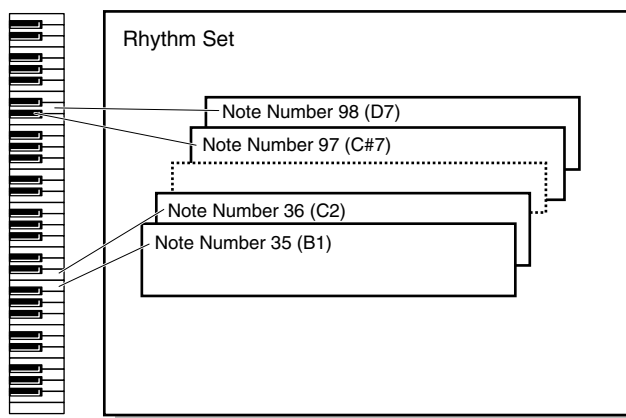 Rhythm Set
Note Number 98 (D7)
Note Number 97 (C#7)
Note Number 36 (C2)
Note Number 35 (B1)